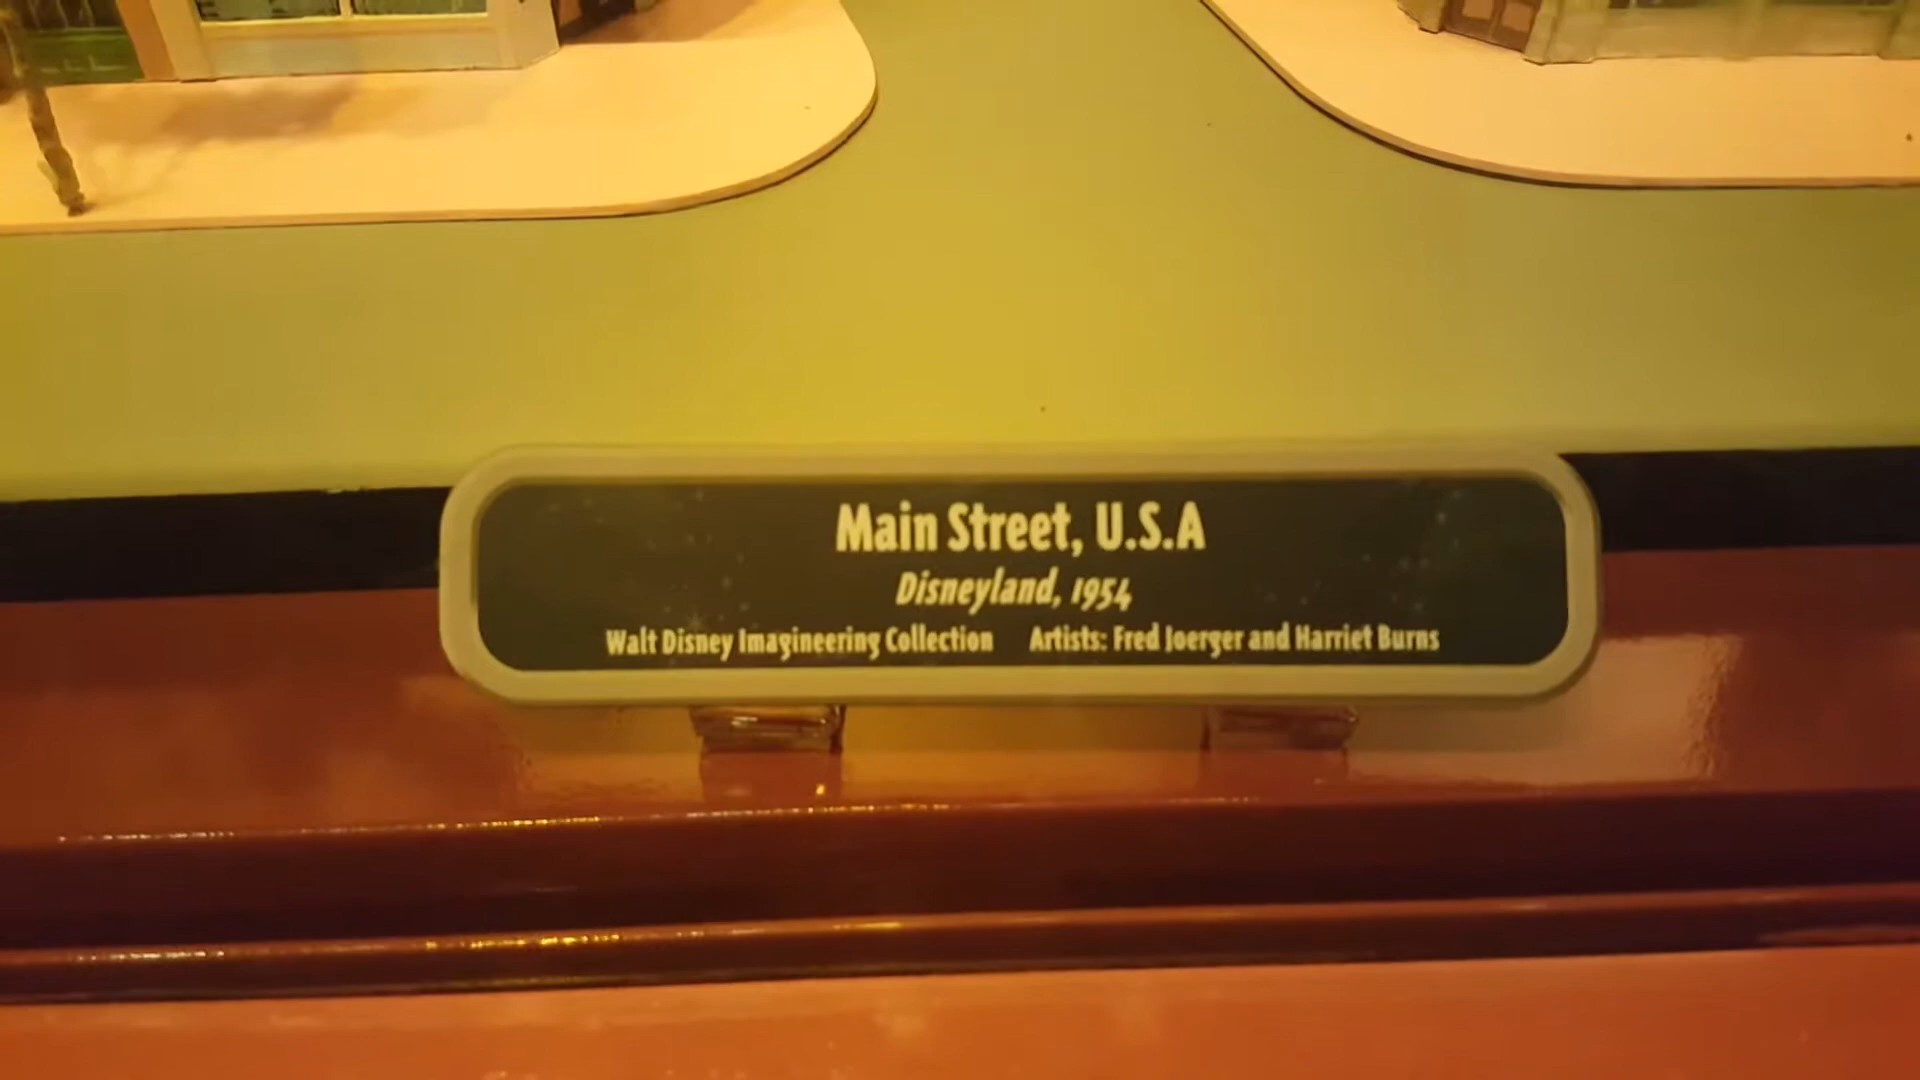 Main Street, U.S.A
Disneyland, 1954
Walt Disney Imagineering Collection Artists: Fred Joerger and Harriet Burns